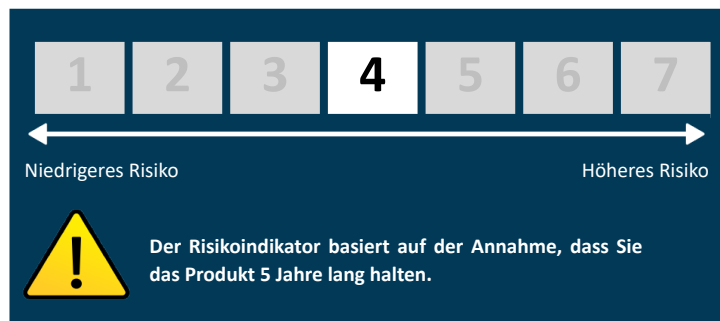 1 2 3 4 5 6 7
Niedrigeres Risiko Höheres Risiko
Der Risikoindikator basiert auf der Annahme, dass Sie
das Produkt 5 Jahre lang halten.